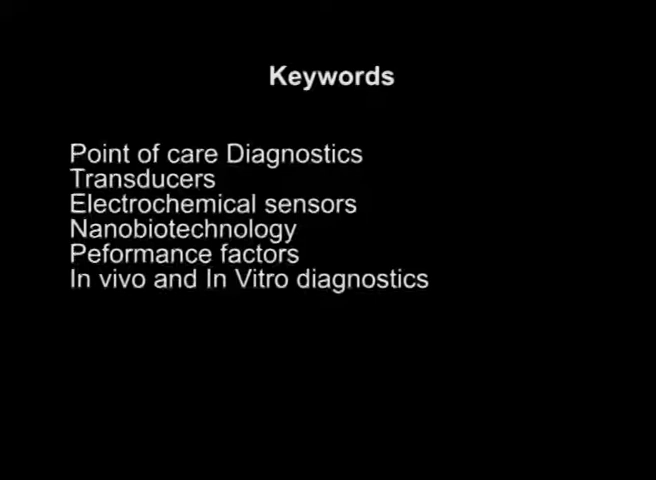 Keywords
Point of care Diagnostics
Transducers
Electrochemical sensors
Nanobiotechnology
Peformance factors
In vivo and In Vitro diagnostics